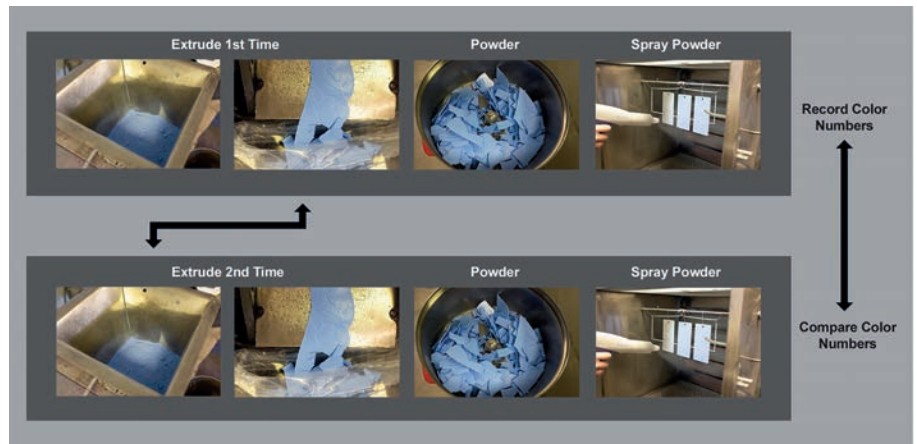 Extrude 1st Time
Powder
Spray Powder
Record Color
Numbers
Extrude 2nd Time
Powder
Spray Powder
Compare Color
Numbers